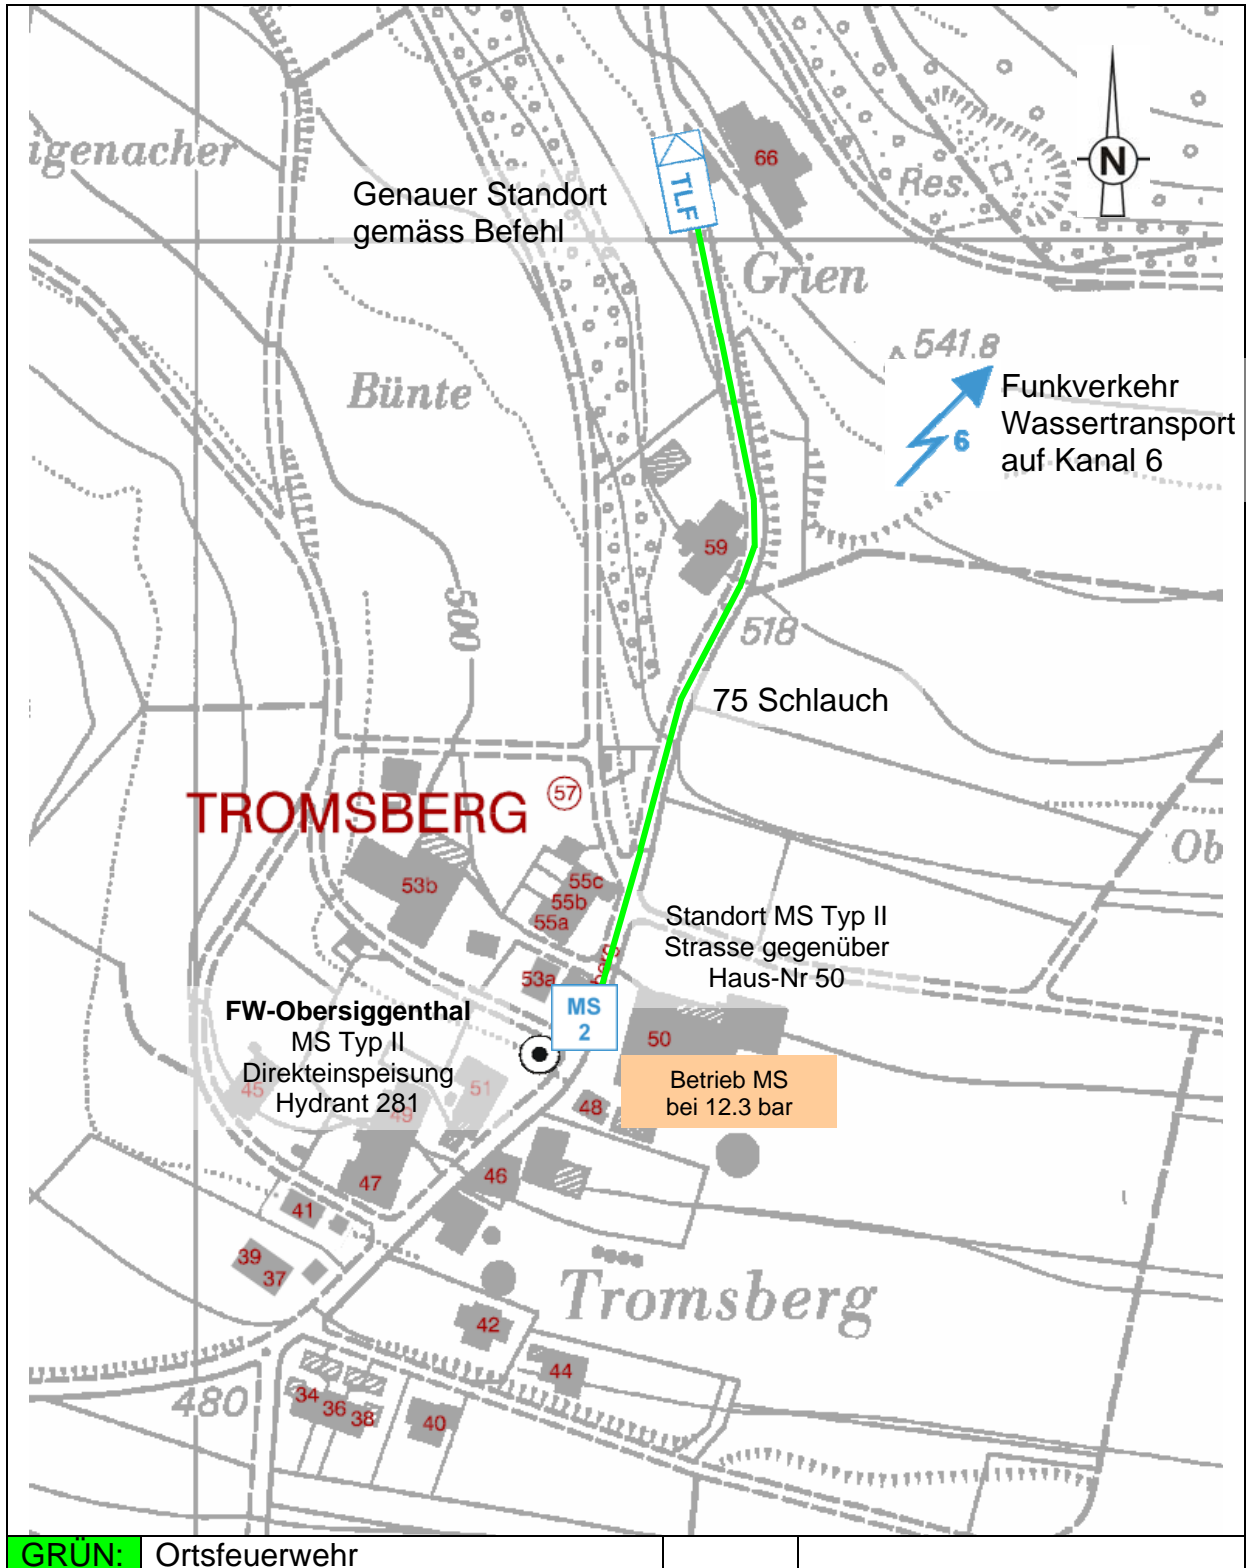 igenacher
Genauer Standort
gemäss Befehl
TLF
66
Res.
N
Grien
541.8
Bünte
Funkverkehr
Wassertransport
auf Kanal 6
6
59
500
518
75 Schlauch
TROMSBERG
57
Ob
53b
55c
55b
55a
Standort MS Typ II
Strasse gegenüber
Haus-Nr 50
53a
berg
FW-Obersiggenthal
MS Typ II
Direkteinspeisung
Hydrant 281
MS
2
50
Betrieb MS
bei 12.3 bar
45
51
49
48
47
46
41
39
37
Tromsberg
42
44
480
34
36
38
40
GRÜN:
Ortsfeuerwehr